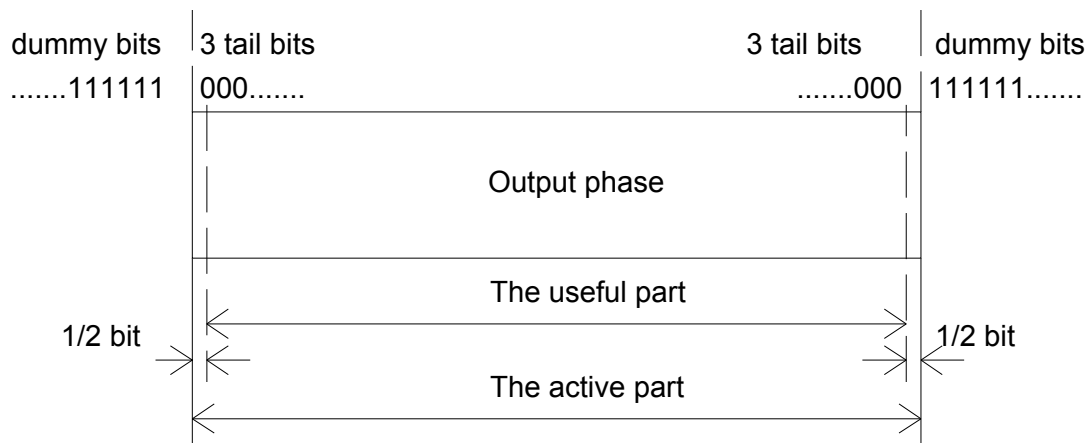 dummy bits 3 tail bits 3 tail bits dummy bits
.......111111 000....... .......000 111111.......
Output phase
The useful part
1/2 bit 1/2 bit
The active part